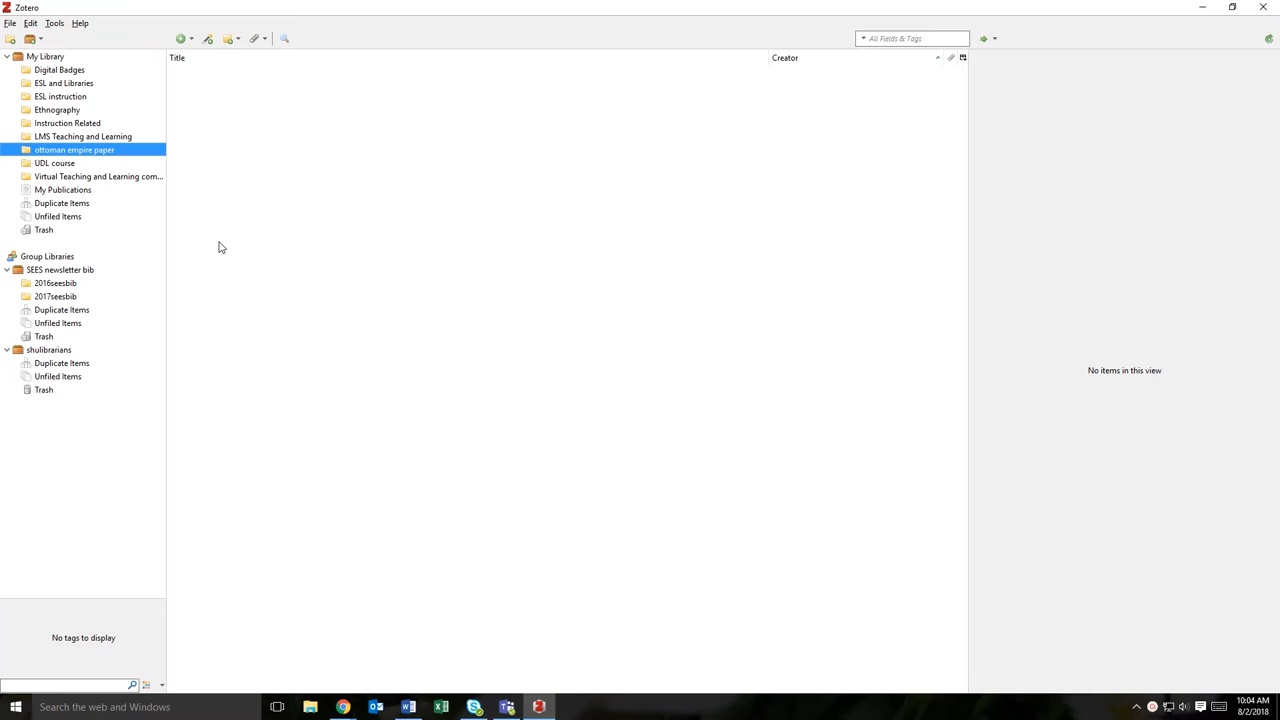 Zotero
File Edit Tools Help
All Fields & Tags
My Library
Digital Badges
ESL and Libraries
ESL instruction
Ethnography
Instruction Related
LMS Teaching and Learning
ottoman empire paper
UDL course
Virtual Teaching and Learning com...
My Publications
Duplicate Items
Unfiled Items
Trash
Group Libraries
SEES newsletter bib
2016seesbib
2017seesbib
Duplicate Items
Unfiled Items
Trash
shulibrarians
Duplicate Items
Unfiled Items
Trash
No tags to display
Title Creator
No items in this view
Search the web and Windows
10:04 AM
8/2/2018